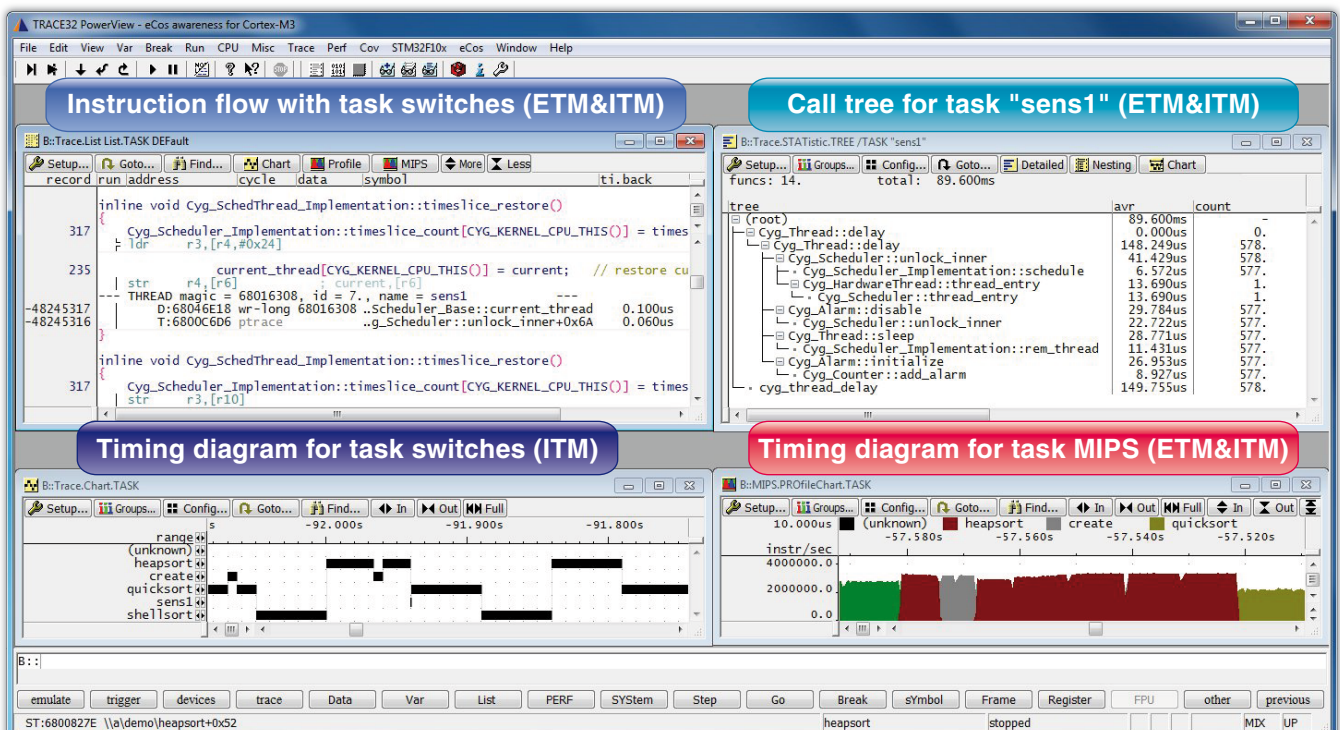 TRACE32 PowerView - eCos awareness for Cortex-M3
File Edit View Var Break Run CPU Misc Trace Perf Cov STM32F10x eCos Window Help
Instruction flow with task switches (ETM&ITM)
B::Trace.List List.TASK DEFault
Setup... Goto... Find... Chart Profile MIPS More Less
record run address cycle data symbol ti.back
inline void Cyg_SchedThread_Implementation::timeslice_restore()
{
317 Cyg_Scheduler_Implementation::timeslice_count[CYG_KERNEL_CPU_THIS()] = times
ldr r3,[r4,#0x24]
235 current_thread[CYG_KERNEL_CPU_THIS()] = current; // restore cu
str r4,[r6] ; current,[r6]
--- THREAD magic = 68016308, id = 7., name = sens1 ---
-48245317 D:68046E18 wr-long 68016308 ..Scheduler_Base::current_thread 0.100us
-48245316 T:6800C6D6 ptrace ..g_Scheduler::unlock_inner+0x6A 0.060us
}
inline void Cyg_SchedThread_Implementation::timeslice_restore()
{
317 Cyg_Scheduler_Implementation::timeslice_count[CYG_KERNEL_CPU_THIS()] = times
str r3,[r10]
Call tree for task "sens1" (ETM&ITM)
B::Trace.STATistic.TREE /TASK "sens1"
Setup... Groups... Config... Goto... Detailed Nesting Chart
funcs: 14. total: 89.600ms
tree avr count
(root) 89.600ms -
Cyg_Thread::delay 0.000us 0.
Cyg_Thread::delay 148.249us 578.
Cyg_Scheduler::unlock_inner 41.429us 578.
Cyg_Scheduler_Implementation::schedule 6.572us 577.
Cyg_HardwareThread::thread_entry 13.690us 1.
Cyg_Scheduler::thread_entry 13.690us 1.
Cyg_Alarm::disable 29.784us 577.
Cyg_Scheduler::unlock_inner 22.722us 577.
Cyg_Thread::sleep 28.771us 577.
Cyg_Scheduler_Implementation::rem_thread 11.431us 577.
Cyg_Alarm::initialize 26.953us 577.
Cyg_Counter::add_alarm 8.927us 577.
cyg_thread_delay 149.755us 578.
Timing diagram for task switches (ITM)
B::Trace.Chart.TASK
Setup... Groups... Config... Goto... Find... In Out Full
s -92.000s -91.900s -91.800s
range
(unknown)
heapsort
create
quicksort
sens1
shellsort
Timing diagram for task MIPS (ETM&ITM)
B::MIPS.PROfileChart.TASK
Setup... Groups... Config... Goto... Find... In Out Full In Out
10.000us (unknown) heapsort create quicksort
-57.580s -57.560s -57.540s -57.520s
instr/sec
4000000.0
2000000.0
0.0
B::
emulate trigger devices trace Data Var List PERF SYStem Step Go Break sYmbol Frame Register FPU other previous
ST:6800827E \\a\demo\heapsort+0x52 heapsort stopped MIX UP